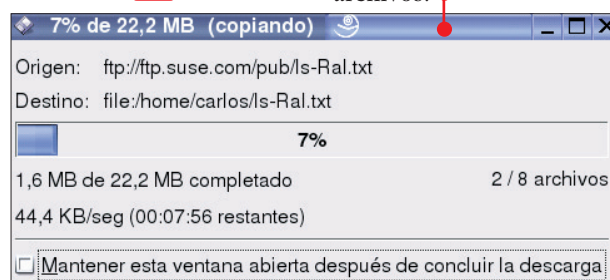 archivos.
7% de 22,2 MB (copiando)
Origen: ftp://ftp.suse.com/pub/ls-Ral.txt
Destino: file:/home/carlos/ls-Ral.txt
7%
1,6 MB de 22,2 MB completado 2 / 8 archivos
44,4 KB/seg (00:07:56 restantes)
Mantener esta ventana abierta después de concluir la descarga